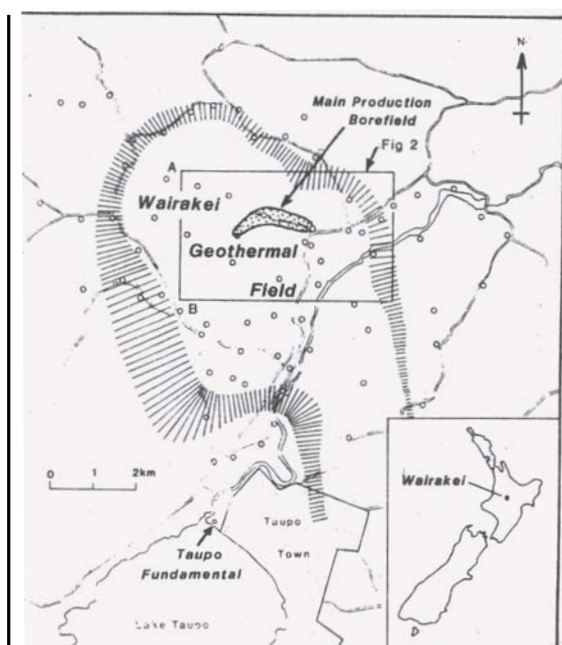 N
Main Production
Borefield
Fig 2
A
Wairakei
Geothermal
Field
B
0 1 2km
Wairakei
Taupo
Town
Taupo
Fundamental
Lake Taupo
D